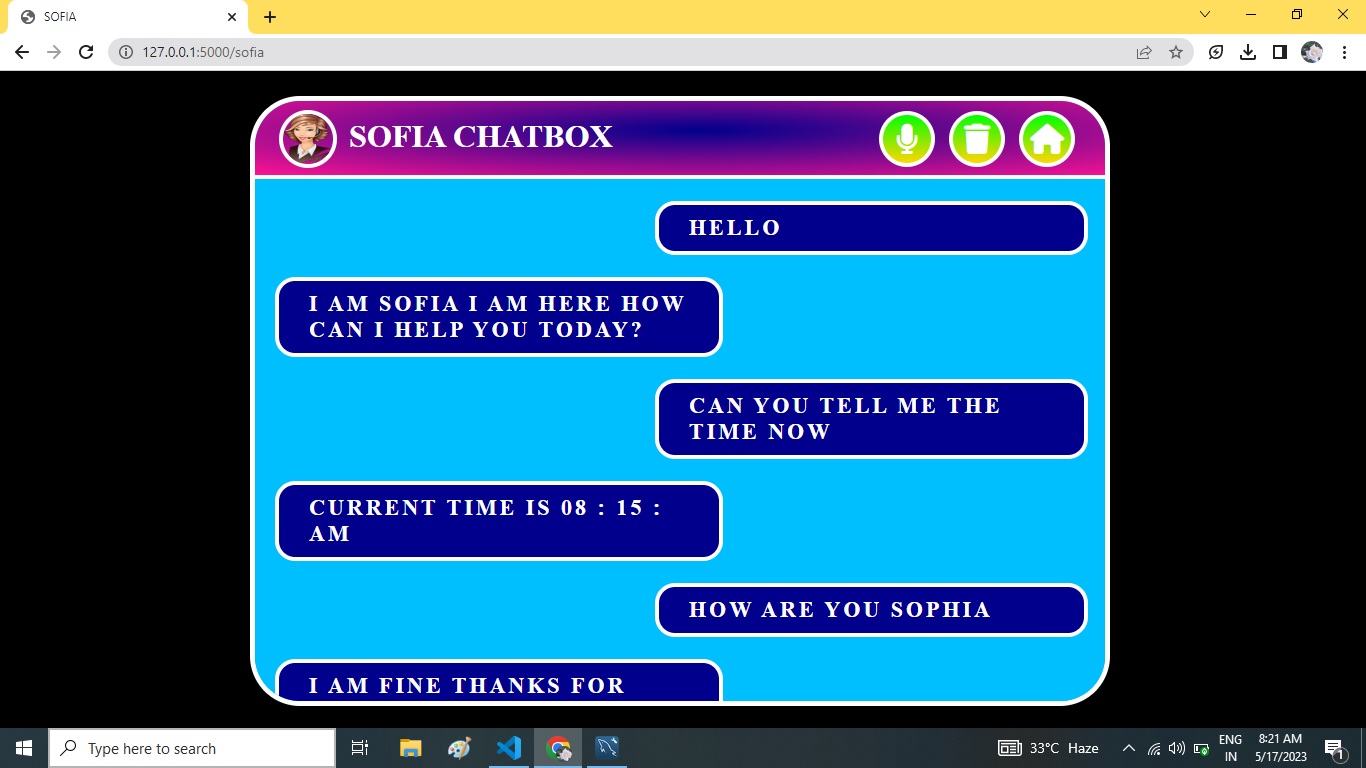 SOFIA
127.0.0.1:5000/sofia
SOFIA CHATBOX
HELLO
I AM SOFIA I AM HERE HOW
CAN I HELP YOU TODAY?
CAN YOU TELL ME THE
TIME NOW
CURRENT TIME IS 08 : 15 :
AM
HOW ARE YOU SOPHIA
I AM FINE THANKS FOR
Type here to search
33°C Haze
ENG
IN
8:21 AM
5/17/2023
1